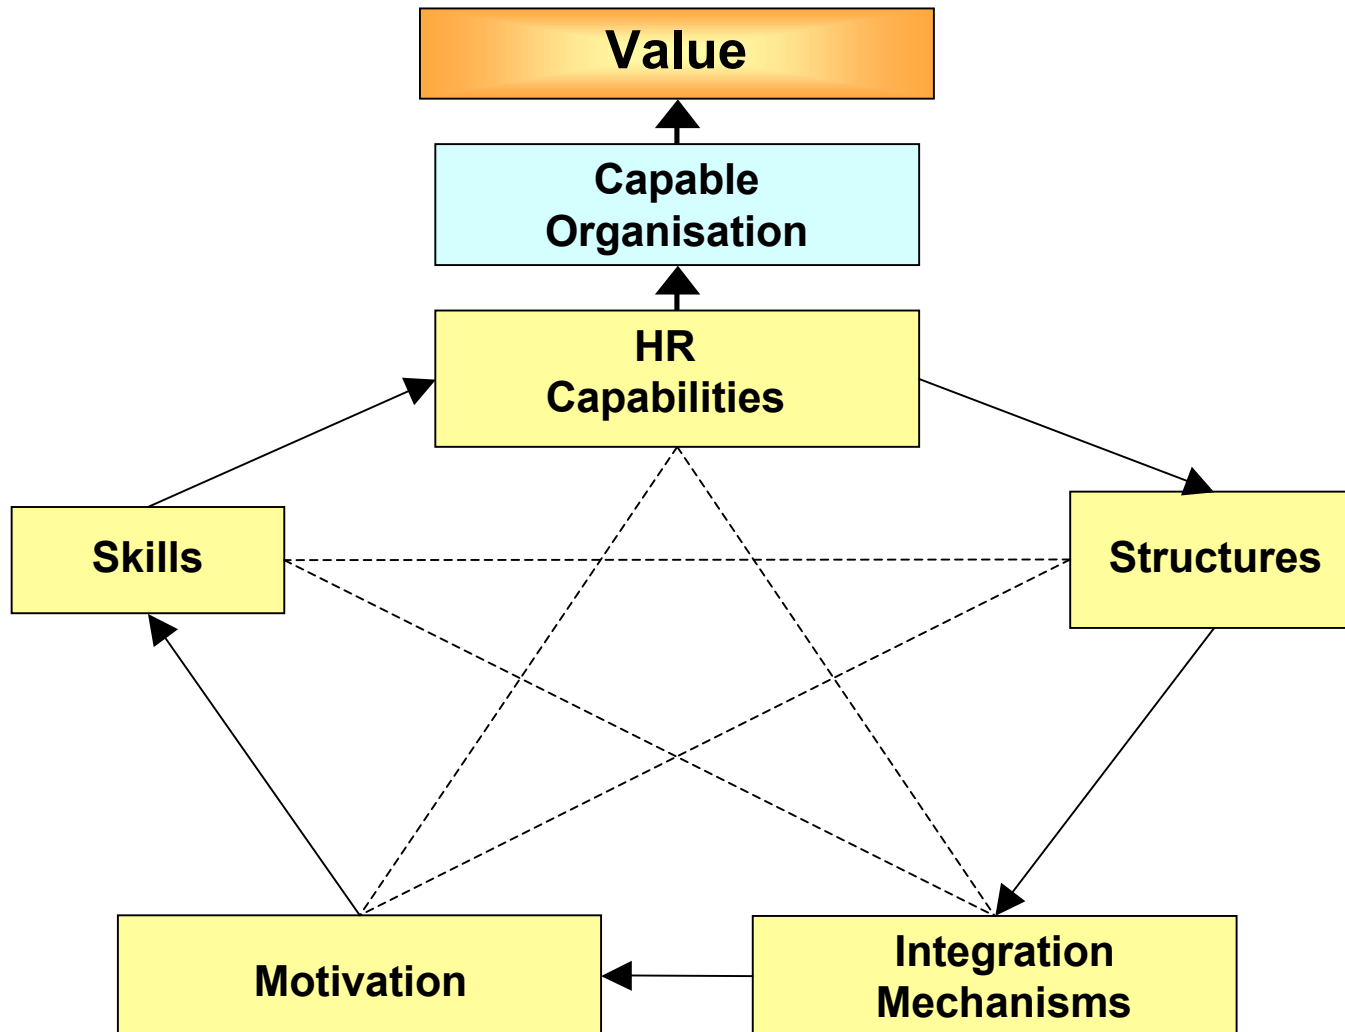 Value
Capable
Organisation
HR
Capabilities
Skills
Structures
Motivation
Integration
Mechanisms